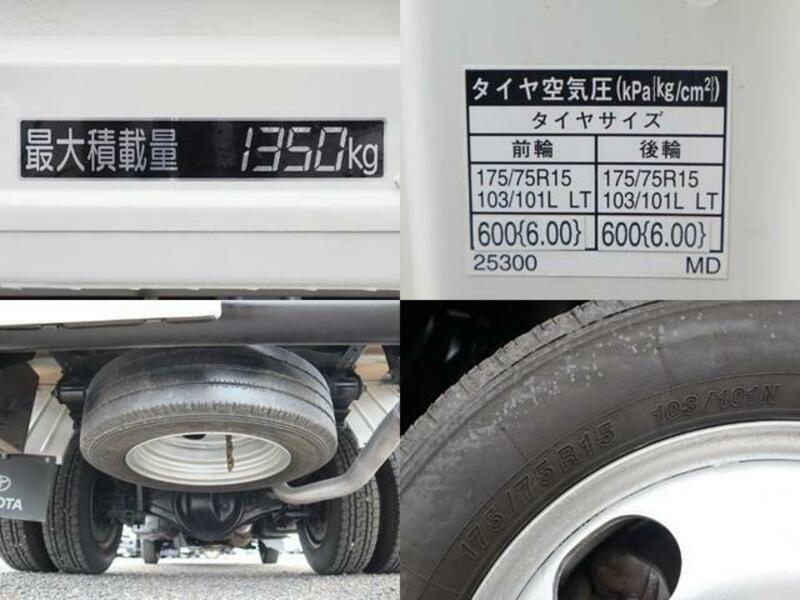 最大積載量 1350kg
タイヤ空気圧(kPa{kg/cm²})
タイヤサイズ
前輪 後輪
175/75R15 175/75R15
103/101L LT 103/101L LT
600{6.00} 600{6.00}
25300 MD
OTA
175/75R15 103/101N